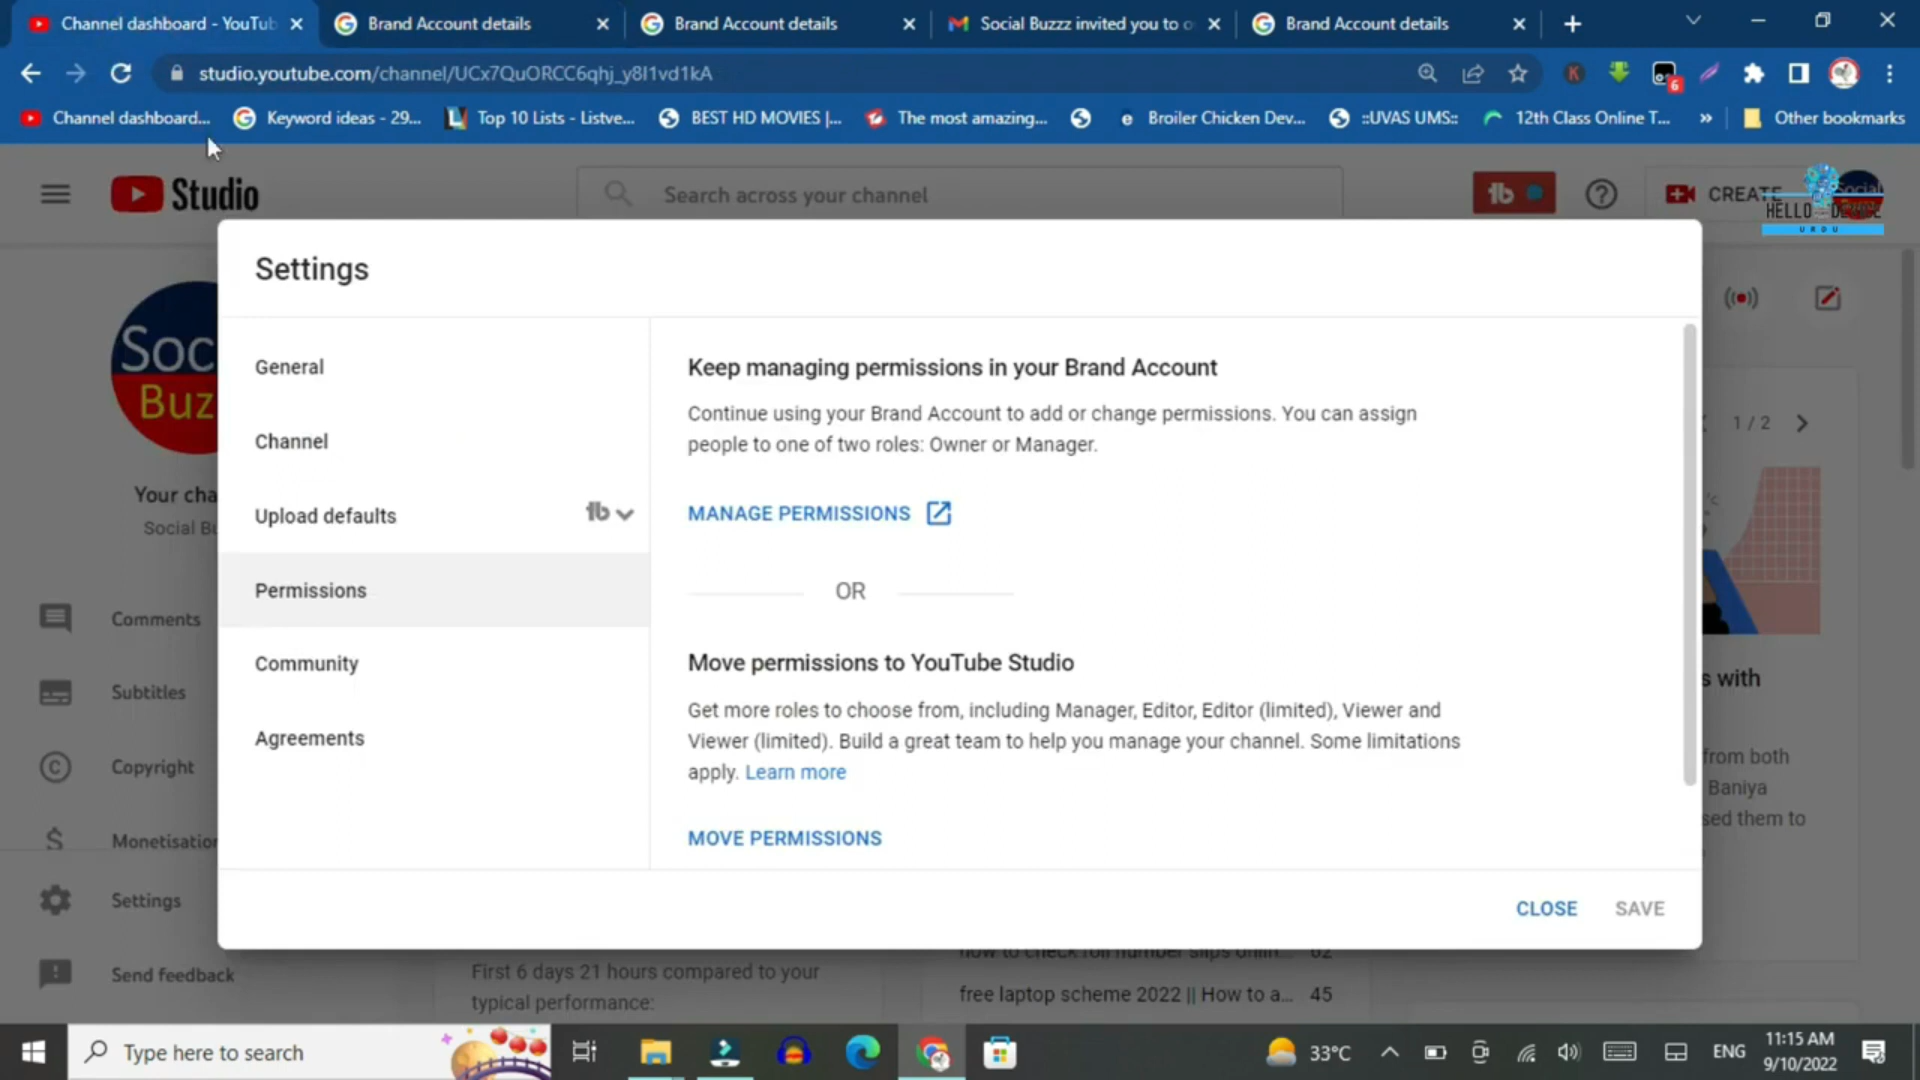 Channel dashboard - YouTub
Brand Account details
Brand Account details
Social Buzzz invited you to o
Brand Account details
studio.youtube.com/channel/UCx7QuORCC6qhj_y8I1vd1kA
6
Channel dashboard...
Keyword ideas - 29...
Top 10 Lists - Listve...
BEST HD MOVIES |...
The most amazing...
Broiler Chicken Dev...
::UVAS UMS::
12th Class Online T...
»
Other bookmarks
Studio
Search across your channel
CREATE
HELLO
URDU
Settings
Soc
Buz
Your cha
Social Bu
Comments
Subtitles
Copyright
Monetisation
Settings
Send feedback
General
Channel
Upload defaults
Permissions
Community
Agreements
Keep managing permissions in your Brand Account
Continue using your Brand Account to add or change permissions. You can assign
people to one of two roles: Owner or Manager.
MANAGE PERMISSIONS
OR
Move permissions to YouTube Studio
Get more roles to choose from, including Manager, Editor, Editor (limited), Viewer and
Viewer (limited). Build a great team to help you manage your channel. Some limitations
apply. Learn more
MOVE PERMISSIONS
CLOSE
SAVE
1 / 2
s with
from both
Baniya
sed them to
First 6 days 21 hours compared to your
typical performance:
how to check roll number slips onlin... 62
free laptop scheme 2022 || How to a... 45
Type here to search
33°C
ENG
11:15 AM
9/10/2022